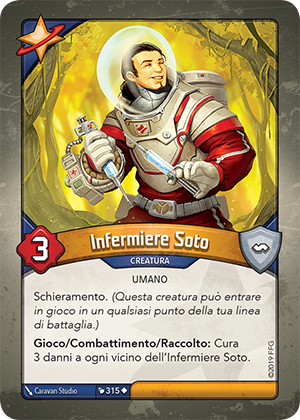 Infermiere Soto
3
CREATURA
UMANO
Schieramento. (Questa creatura può entrare
in gioco in un qualsiasi punto della tua linea
di battaglia.)
Gioco/Combattimento/Raccolto: Cura
3 danni a ogni vicino dell'Infermiere Soto.
©2019 FFG
Caravan Studio
315